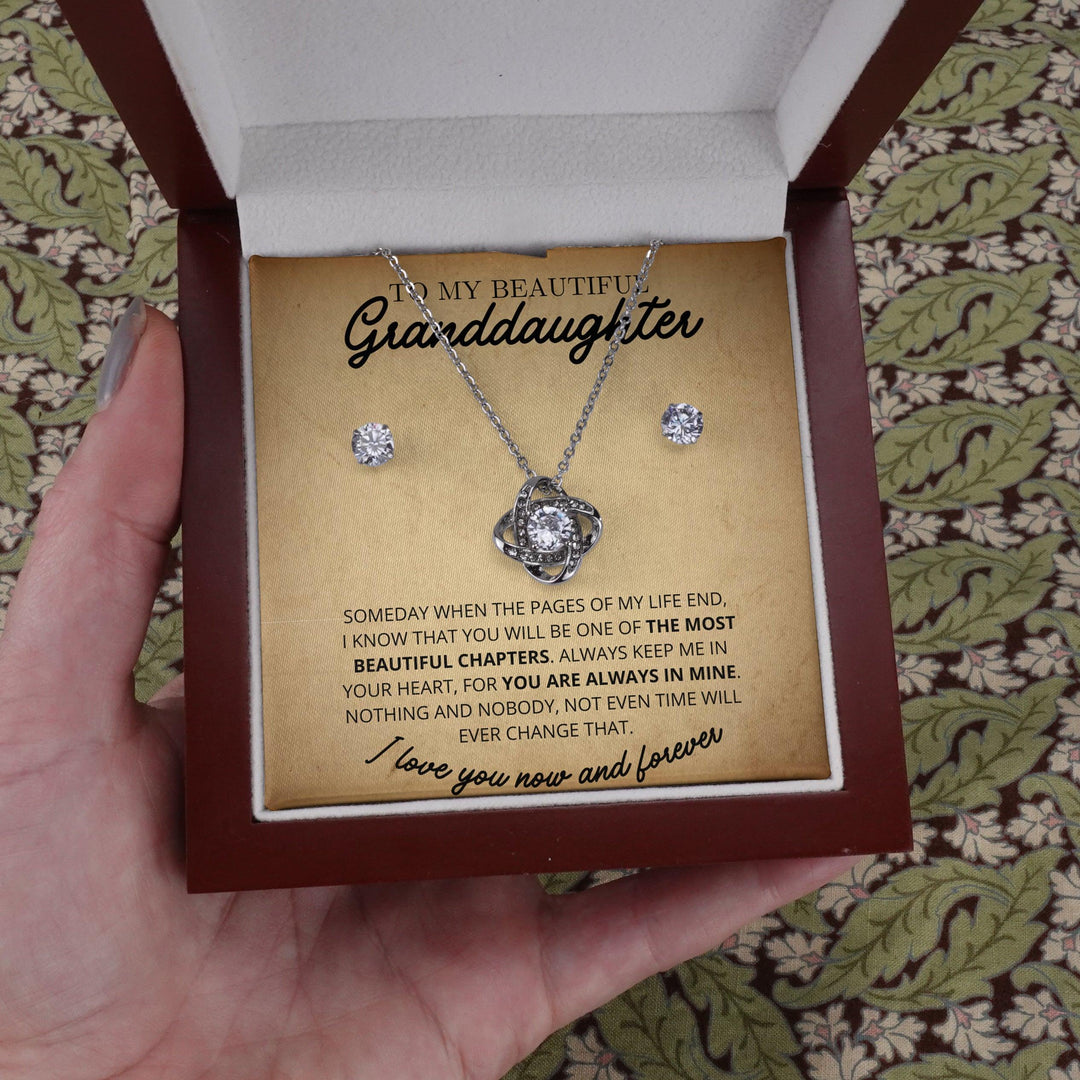 TO MY BEAUTIFUL
Granddaughter
SOMEDAY WHEN THE PAGES OF MY LIFE END,
I KNOW THAT YOU WILL BE ONE OF THE MOST
BEAUTIFUL CHAPTERS. ALWAYS KEEP ME IN
YOUR HEART, FOR YOU ARE ALWAYS IN MINE.
NOTHING AND NOBODY, NOT EVEN TIME WILL
EVER CHANGE THAT.
I love you now and forever